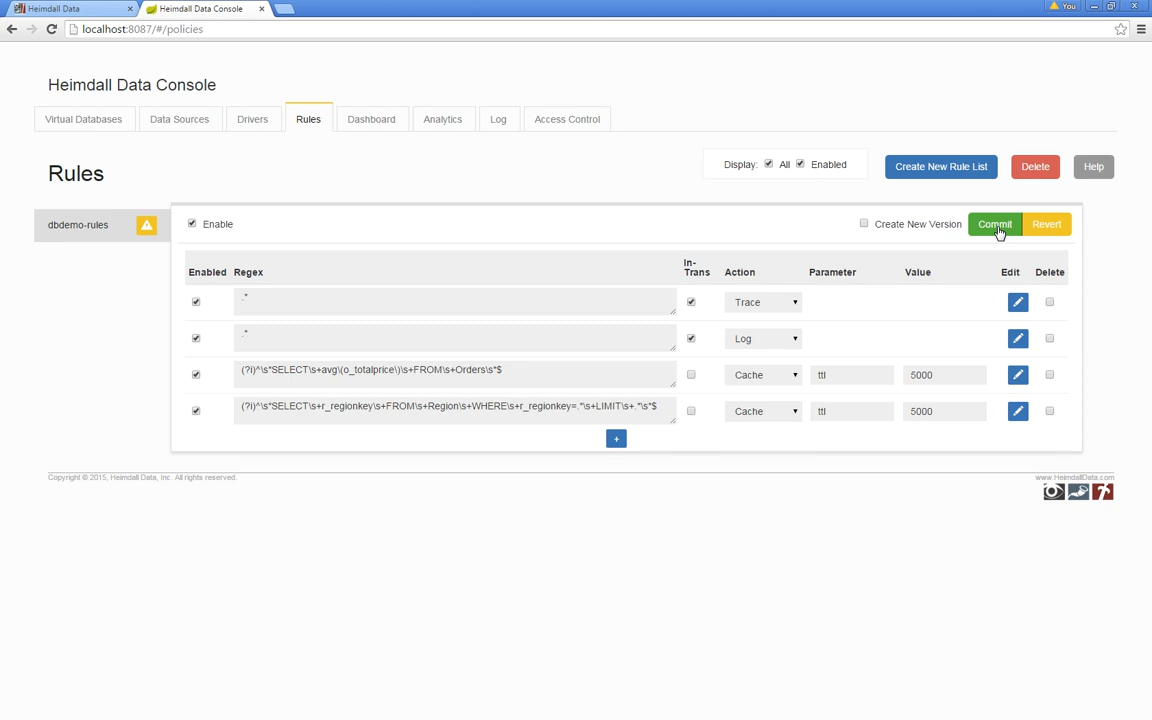 Heimdall Data
Heimdall Data Console
You
localhost:8087/#/policies
Heimdall Data Console
Virtual Databases
Data Sources
Drivers
Rules
Dashboard
Analytics
Log
Access Control
Rules
Display: All Enabled
Create New Rule List
Delete
Help
dbdemo-rules
Enable
Create New Version
Commit
Revert
Enabled Regex In-Trans Action Parameter Value Edit Delete
.* Trace
.* Log
(?i)^\s*SELECT\s+avg\(o_totalprice\)\s+FROM\s+Orders\s*$ Cache ttl 5000
(?i)^\s*SELECT\s+r_regionkey\s+FROM\s+Region\s+WHERE\s+r_regionkey=.*\s+LIMIT\s+.*\s*$ Cache ttl 5000
+
Copyright © 2015, Heimdall Data, Inc. All rights reserved.
www.HeimdallData.com